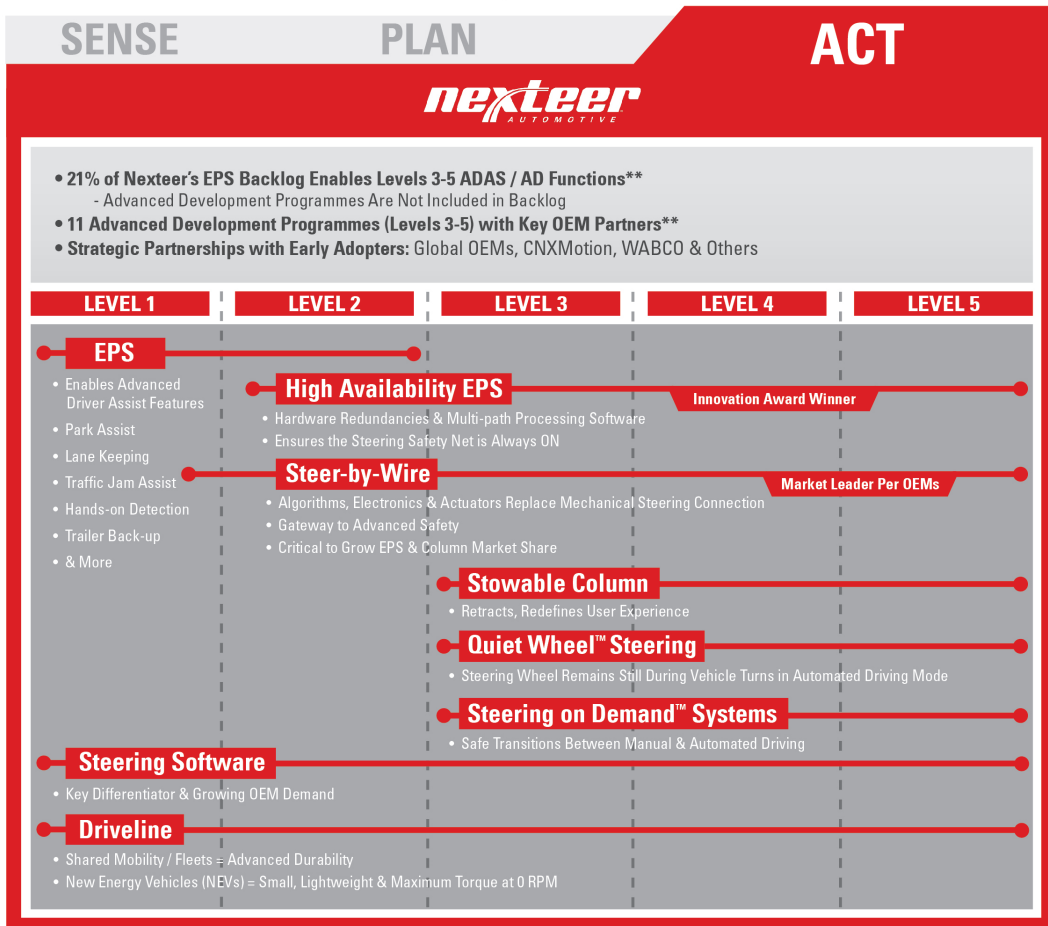 SENSE PLAN ACT
nexteer
AUTOMOTIVE
• 21% of Nexteer's EPS Backlog Enables Levels 3-5 ADAS / AD Functions**
- Advanced Development Programmes Are Not Included in Backlog
• 11 Advanced Development Programmes (Levels 3-5) with Key OEM Partners**
• Strategic Partnerships with Early Adopters: Global OEMs, CNXMotion, WABCO & Others
LEVEL 1 LEVEL 2 LEVEL 3 LEVEL 4 LEVEL 5
EPS
• Enables Advanced
Driver Assist Features
• Park Assist
• Lane Keeping
• Traffic Jam Assist
• Hands-on Detection
• Trailer Back-up
• & More
High Availability EPS
Innovation Award Winner
• Hardware Redundancies & Multi-path Processing Software
• Ensures the Steering Safety Net is Always ON
Steer-by-Wire
Market Leader Per OEMs
• Algorithms, Electronics & Actuators Replace Mechanical Steering Connection
• Gateway to Advanced Safety
• Critical to Grow EPS & Column Market Share
Stowable Column
• Retracts, Redefines User Experience
Quiet Wheel™ Steering
• Steering Wheel Remains Still During Vehicle Turns in Automated Driving Mode
Steering on Demand™ Systems
• Safe Transitions Between Manual & Automated Driving
Steering Software
• Key Differentiator & Growing OEM Demand
Driveline
• Shared Mobility / Fleets = Advanced Durability
• New Energy Vehicles (NEVs) = Small, Lightweight & Maximum Torque at 0 RPM